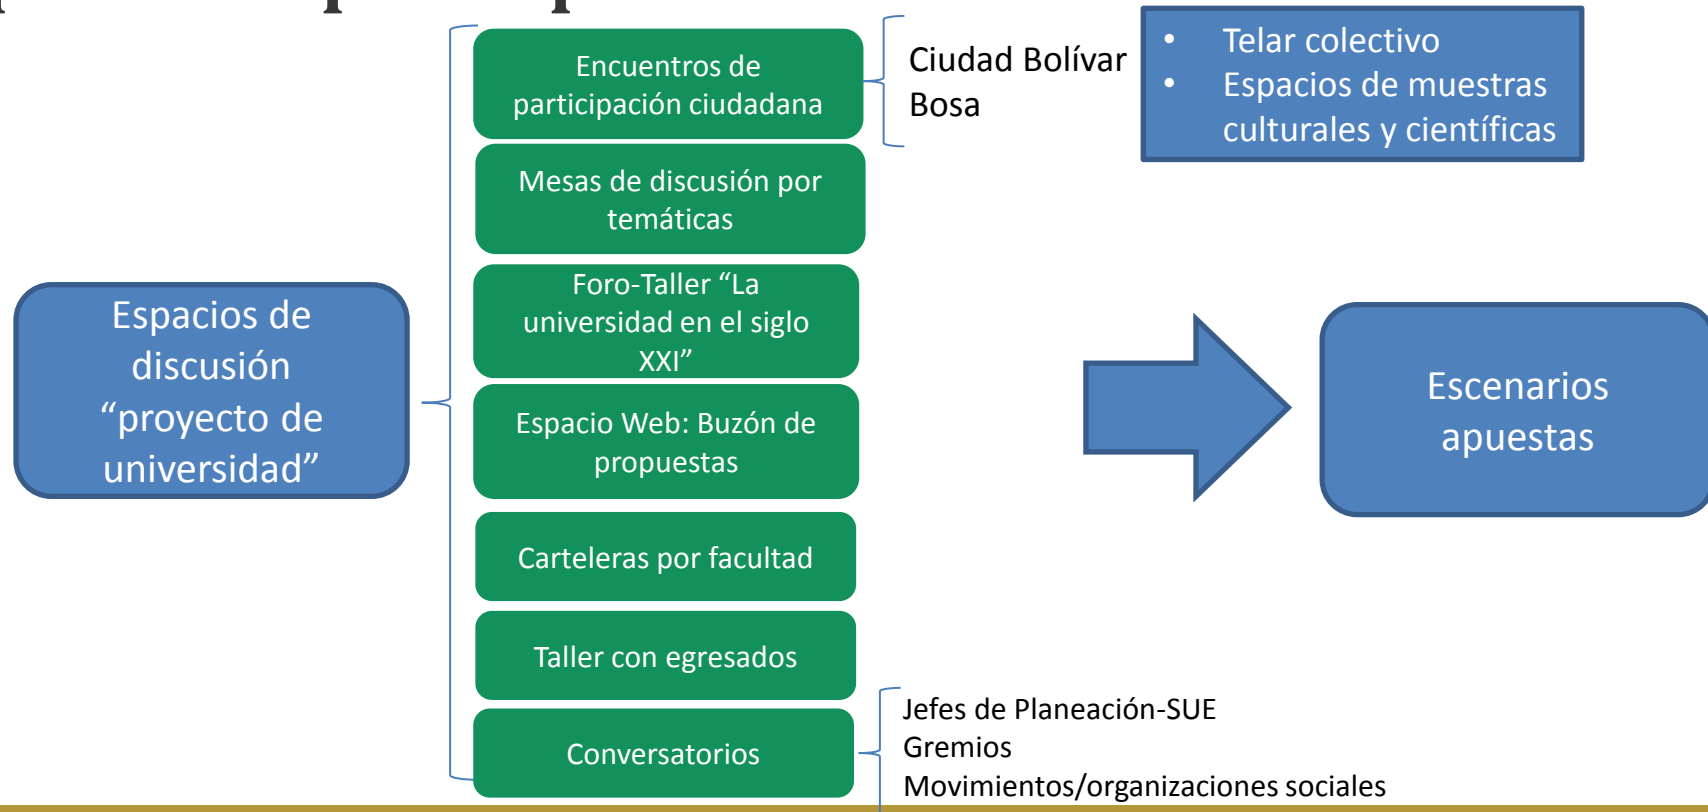 Espacios de
discusión
“proyecto de
universidad”
Encuentros de
participación ciudadana
Ciudad Bolívar
Bosa
• Telar colectivo
• Espacios de muestras
culturales y científicas
Mesas de discusión por
temáticas
Foro-Taller “La
universidad en el siglo
XXI”
Espacio Web: Buzón de
propuestas
Carteleras por facultad
Taller con egresados
Conversatorios
Jefes de Planeación-SUE
Gremios
Movimientos/organizaciones sociales
Escenarios
apuestas